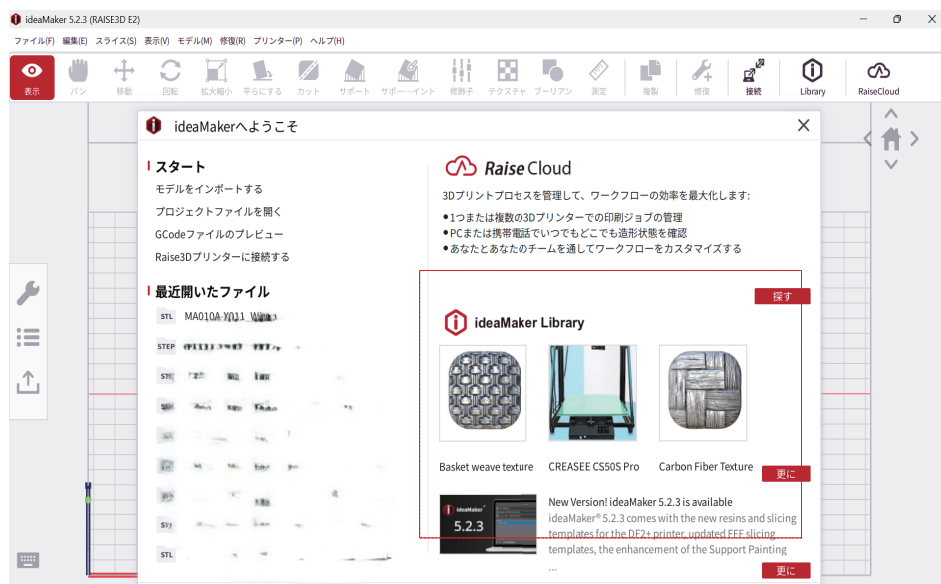 ideaMaker 5.2.3 (RAISE3D E2)
ファイル(F) 編集(E) スライス(S) 表示(V) モデル(M) 修復(R) プリンター(P) ヘルプ(H)
表示 パン 移動 回転 拡大縮小 平らにする カット サポート サポー…イント 修飾子 テクスチャ ブーリアン 測定 複製 修復 接続 Library RaiseCloud
ideaMakerへようこそ
スタート
モデルをインポートする
プロジェクトファイルを開く
GCodeファイルのプレビュー
Raise3Dプリンターに接続する
最近開いたファイル
STL
STEP
STL
Raise Cloud
3Dプリントプロセスを管理して、ワークフローの効率を最大化します:
●1つまたは複数の3Dプリンターでの印刷ジョブの管理
●PCまたは携帯電話でいつでもどこでも造形状態を確認
●あなたとあなたのチームを通してワークフローをカスタマイズする
探す
ideaMaker Library
Basket weave texture CREASEE CS50S Pro Carbon Fiber Texture
更に
ideaMaker
5.2.3
New Version! ideaMaker 5.2.3 is available
ideaMaker® 5.2.3 comes with the new resins and slicing
templates for the DF2+ printer, updated FFF slicing
templates, the enhancement of the Support Painting
...
更に